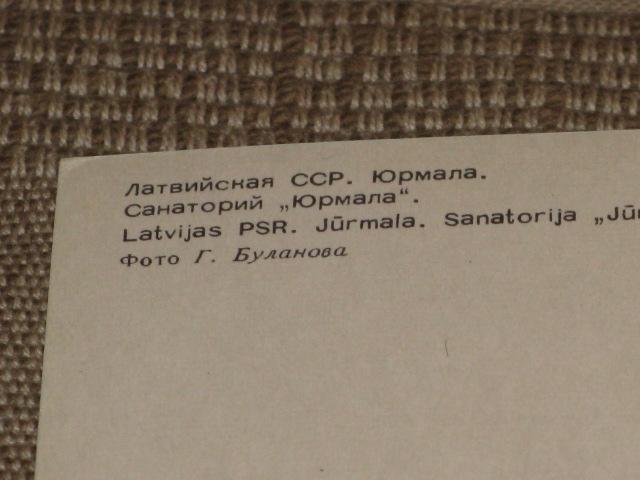 Латвийская ССР. Юрмала.
Санаторий „Юрмала“.
Latvijas PSR. Jūrmala. Sanatorija
Фото Г. Буланова